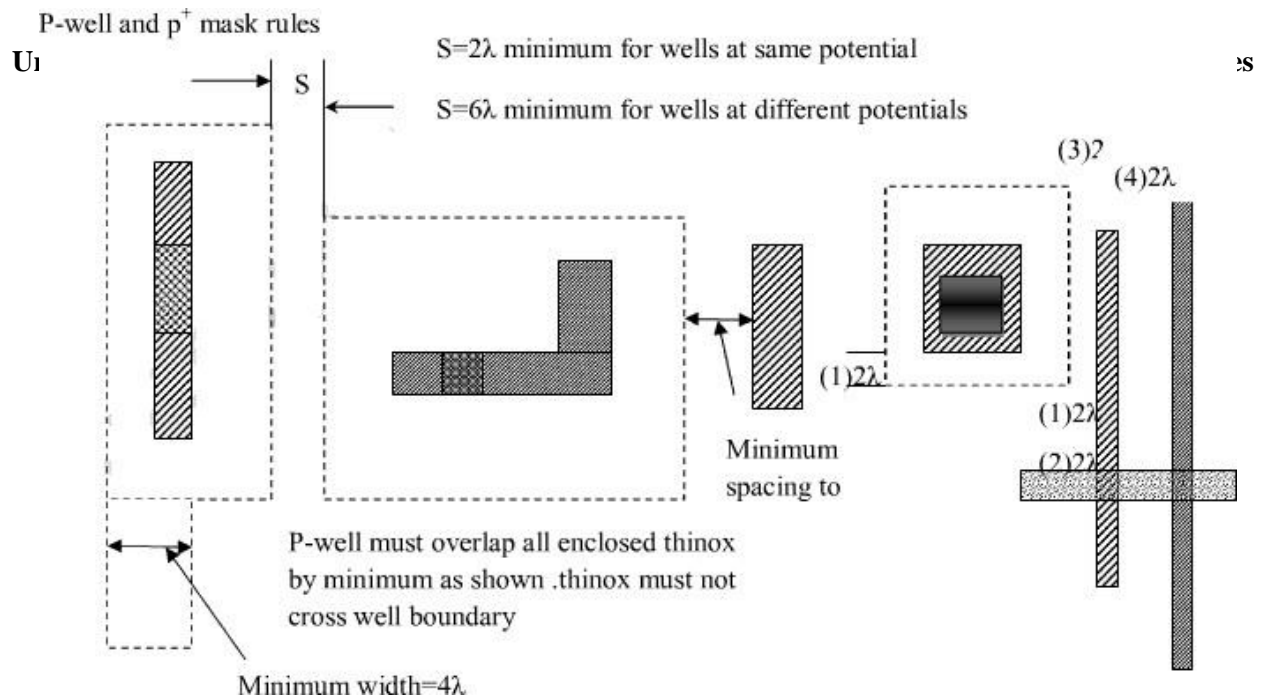 P-well and p+ mask rules
S=2λ minimum for wells at same potential
S
S=6λ minimum for wells at different potentials
(3)2
(4)2λ
(1)2λ
(1)2λ
(2)2λ
Minimum
spacing to
P-well must overlap all enclosed thinox
by minimum as shown .thinox must not
cross well boundary
Minimum width=4λ